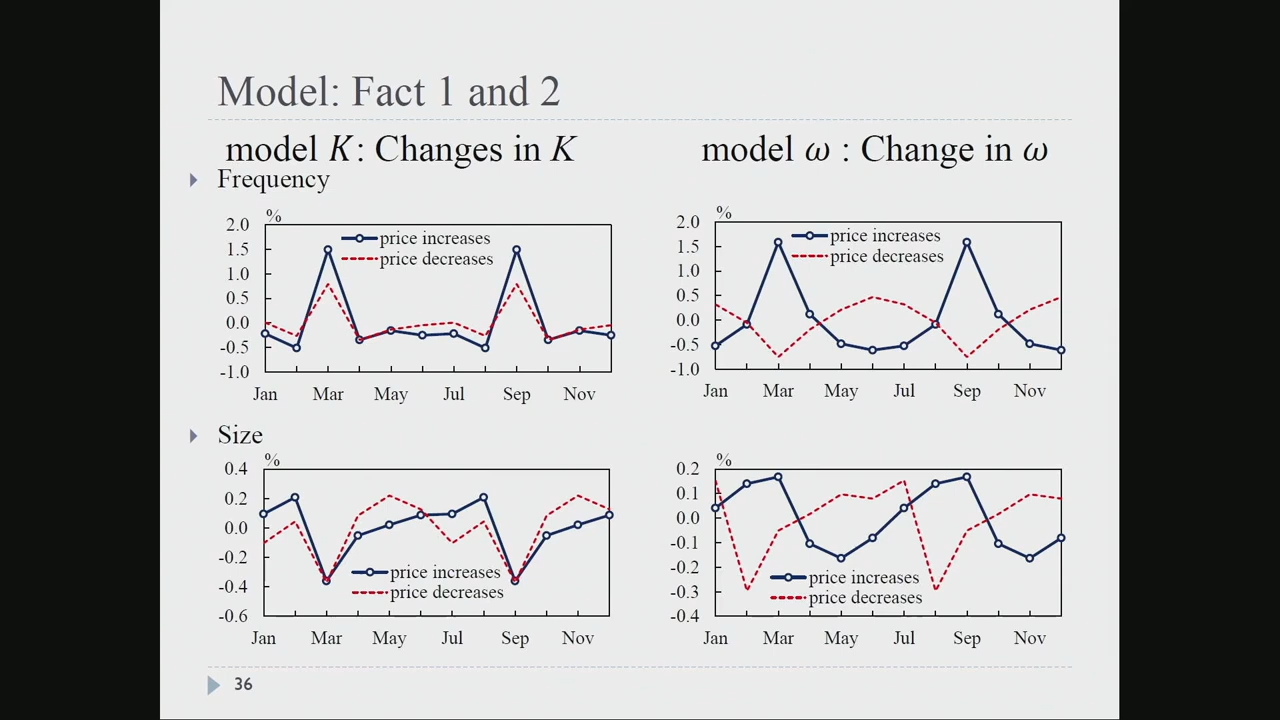 Model: Fact 1 and 2
model K: Changes in K
model ω : Change in ω
Frequency
%
2.0
1.5
1.0
0.5
0.0
-0.5
-1.0
price increases
price decreases
Jan Mar May Jul Sep Nov
%
2.0
1.5
1.0
0.5
0.0
-0.5
-1.0
price increases
price decreases
Jan Mar May Jul Sep Nov
Size
%
0.4
0.2
0.0
-0.2
-0.4
-0.6
price increases
price decreases
Jan Mar May Jul Sep Nov
%
0.2
0.1
0.0
-0.1
-0.2
-0.3
-0.4
price increases
price decreases
Jan Mar May Jul Sep Nov
36